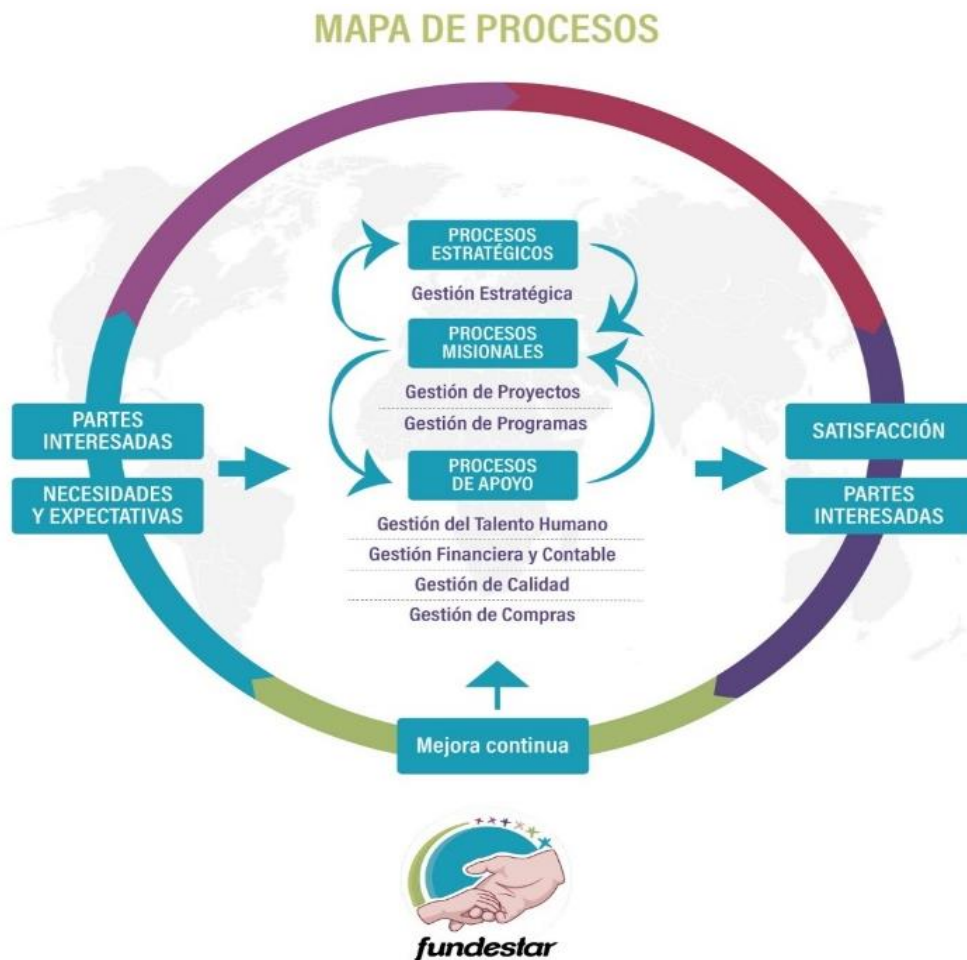 MAPA DE PROCESOS
PROCESOS
ESTRATÉGICOS
Gestión Estratégica
PROCESOS
MISIONALES
Gestión de Proyectos
Gestión de Programas
PROCESOS
DE APOYO
Gestión del Talento Humano
Gestión Financiera y Contable
Gestión de Calidad
Gestión de Compras
PARTES
INTERESADAS
NECESIDADES
Y EXPECTATIVAS
SATISFACCIÓN
PARTES
INTERESADAS
Mejora continua
fundestar